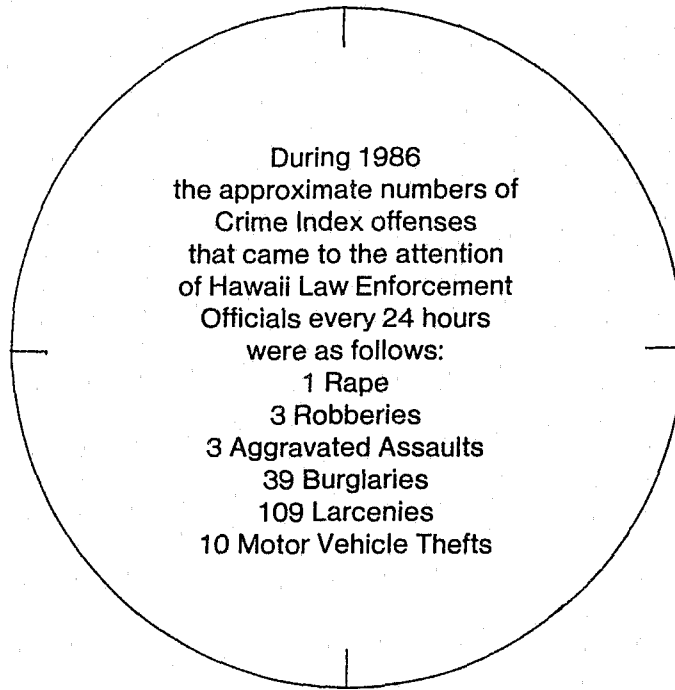 During 1986
the approximate numbers of
Crime Index offenses
that came to the attention
of Hawaii Law Enforcement
Officials every 24 hours
were as follows:
1 Rape
3 Robberies
3 Aggravated Assaults
39 Burglaries
109 Larcenies
10 Motor Vehicle Thefts